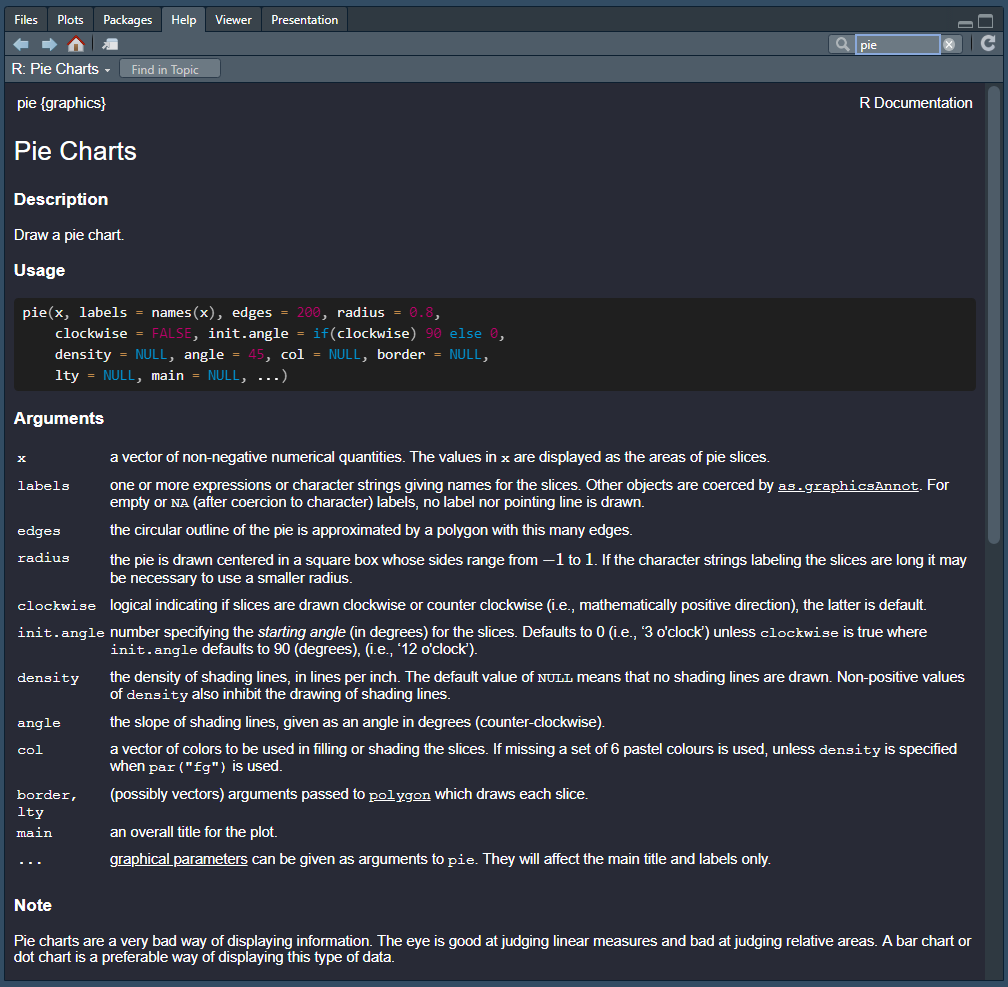 Files Plots Packages Help Viewer Presentation
pie
R: Pie Charts Find in Topic
pie {graphics} R Documentation
Pie Charts
Description
Draw a pie chart.
Usage
pie(x, labels = names(x), edges = 200, radius = 0.8,
    clockwise = FALSE, init.angle = if(clockwise) 90 else 0,
    density = NULL, angle = 45, col = NULL, border = NULL,
    lty = NULL, main = NULL, ...)
Arguments
x a vector of non-negative numerical quantities. The values in x are displayed as the areas of pie slices.
labels one or more expressions or character strings giving names for the slices. Other objects are coerced by as.graphicsAnnot. For
empty or NA (after coercion to character) labels, no label nor pointing line is drawn.
edges the circular outline of the pie is approximated by a polygon with this many edges.
radius the pie is drawn centered in a square box whose sides range from −1 to 1. If the character strings labeling the slices are long it may
be necessary to use a smaller radius.
clockwise logical indicating if slices are drawn clockwise or counter clockwise (i.e., mathematically positive direction), the latter is default.
init.angle number specifying the starting angle (in degrees) for the slices. Defaults to 0 (i.e., ‘3 o'clock’) unless clockwise is true where
init.angle defaults to 90 (degrees), (i.e., ‘12 o'clock’).
density the density of shading lines, in lines per inch. The default value of NULL means that no shading lines are drawn. Non-positive values
of density also inhibit the drawing of shading lines.
angle the slope of shading lines, given as an angle in degrees (counter-clockwise).
col a vector of colors to be used in filling or shading the slices. If missing a set of 6 pastel colours is used, unless density is specified
when par("fg") is used.
border, (possibly vectors) arguments passed to polygon which draws each slice.
lty
main an overall title for the plot.
... graphical parameters can be given as arguments to pie. They will affect the main title and labels only.
Note
Pie charts are a very bad way of displaying information. The eye is good at judging linear measures and bad at judging relative areas. A bar chart or
dot chart is a preferable way of displaying this type of data.